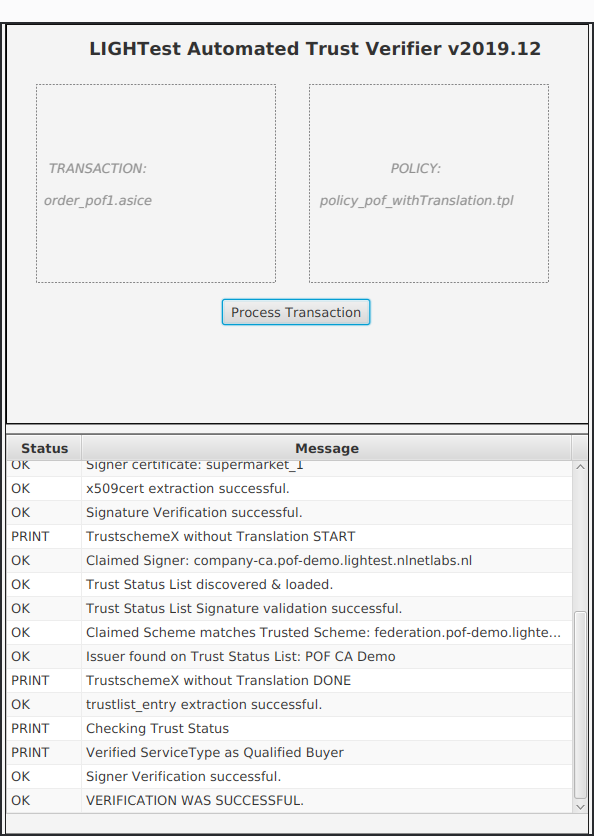 LIGHTest Automated Trust Verifier v2019.12
TRANSACTION:
order_pof1.asice
POLICY:
policy_pof_withTranslation.tpl
Process Transaction
Status Message
OK Signer certificate: supermarket_1
OK x509cert extraction successful.
OK Signature Verification successful.
PRINT TrustschemeX without Translation START
OK Claimed Signer: company-ca.pof-demo.lightest.nlnetlabs.nl
OK Trust Status List discovered & loaded.
OK Trust Status List Signature validation successful.
OK Claimed Scheme matches Trusted Scheme: federation.pof-demo.lighte...
OK Issuer found on Trust Status List: POF CA Demo
PRINT TrustschemeX without Translation DONE
OK trustlist_entry extraction successful.
PRINT Checking Trust Status
PRINT Verified ServiceType as Qualified Buyer
OK Signer Verification successful.
OK VERIFICATION WAS SUCCESSFUL.